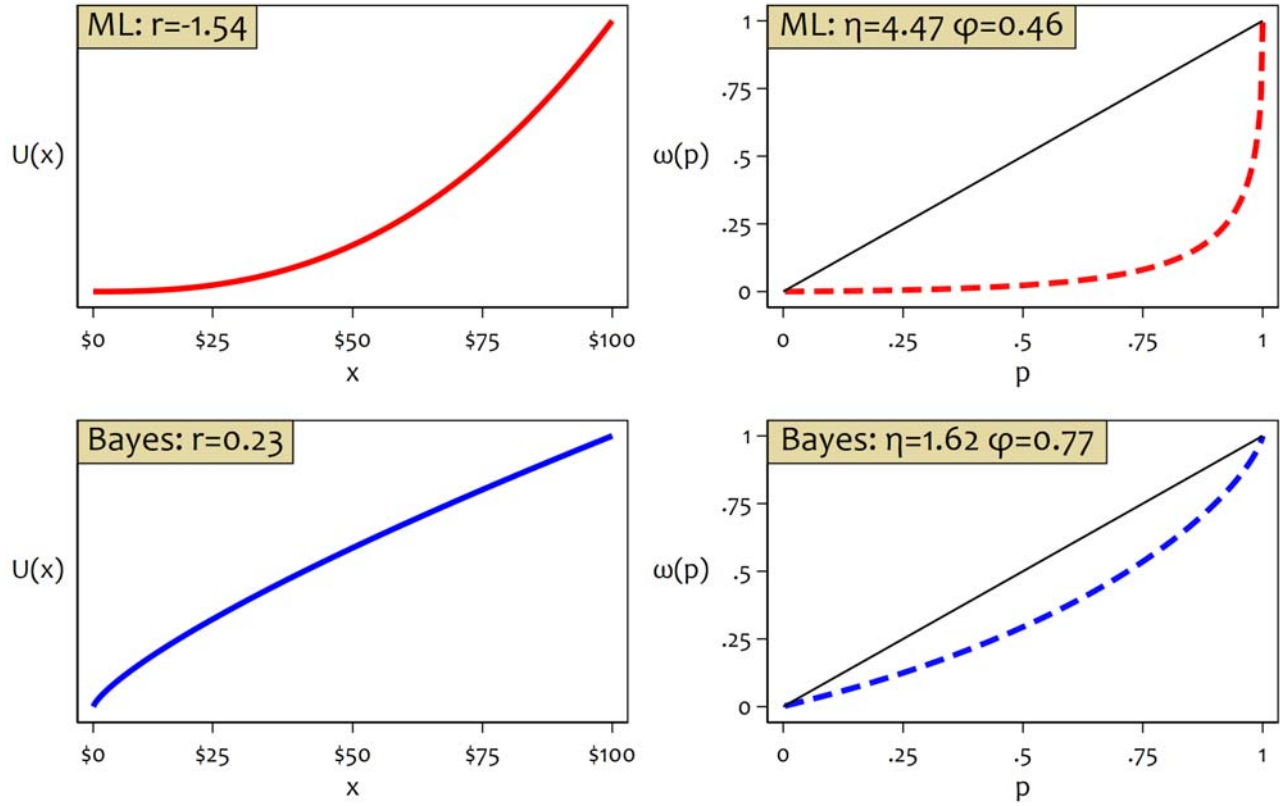 ML: r=-1.54
U(x)
$0 $25 $50 $75 $100
x
ML: η=4.47 φ=0.46
1
.75
ω(p)
.5
.25
0
0 .25 .5 .75 1
p
Bayes: r=0.23
U(x)
$0 $25 $50 $75 $100
x
Bayes: η=1.62 φ=0.77
1
.75
ω(p)
.5
.25
0
0 .25 .5 .75 1
p